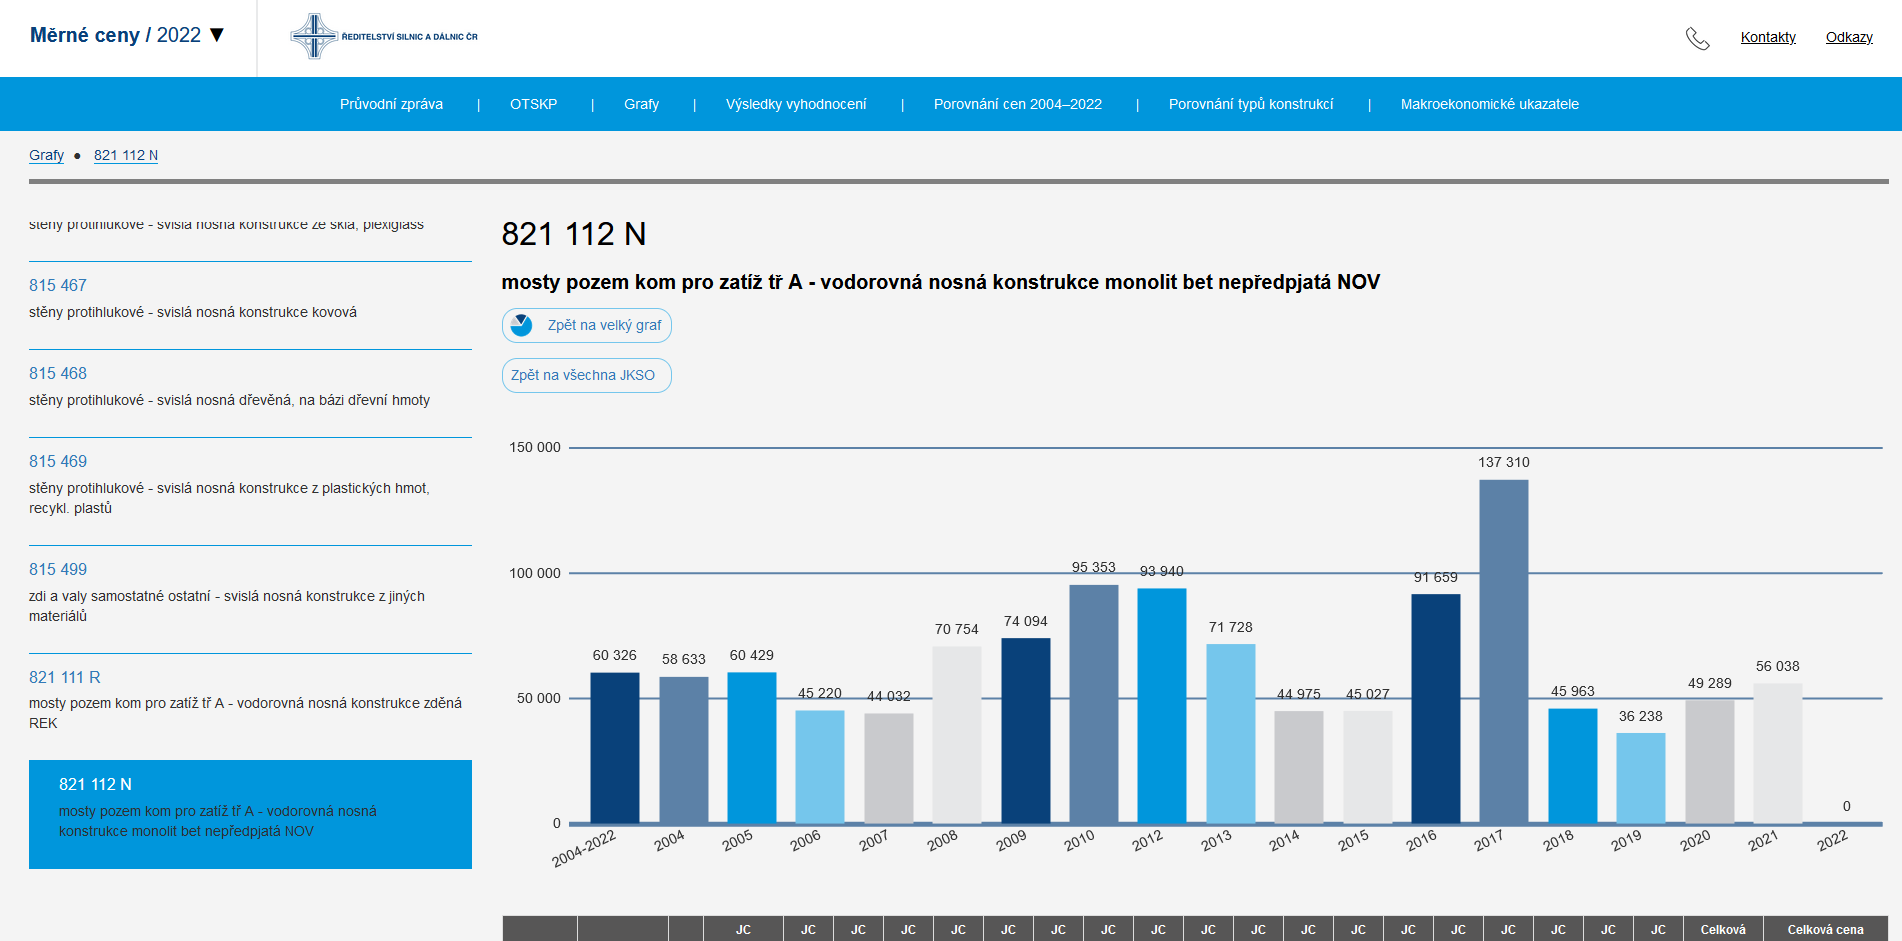 Měrné ceny / 2022 ▼
ŘEDITELSTVÍ SILNIC A DÁLNIC ČR
Kontakty
Odkazy
Průvodní zpráva | OTSKP | Grafy | Výsledky vyhodnocení | Porovnání cen 2004–2022 | Porovnání typů konstrukcí | Makroekonomické ukazatele
Grafy ● 821 112 N
stěny protihlukové - svislá nosná konstrukce ze skla, plexiglass
815 467
stěny protihlukové - svislá nosná konstrukce kovová
815 468
stěny protihlukové - svislá nosná dřevěná, na bázi dřevní hmoty
815 469
stěny protihlukové - svislá nosná konstrukce z plastických hmot,
recykl. plastů
815 499
zdi a valy samostatné ostatní - svislá nosná konstrukce z jiných
materiálů
821 111 R
mosty pozem kom pro zatíž tř A - vodorovná nosná konstrukce zděná
REK
821 112 N
mosty pozem kom pro zatíž tř A - vodorovná nosná
konstrukce monolit bet nepředpjatá NOV
821 112 N
mosty pozem kom pro zatíž tř A - vodorovná nosná konstrukce monolit bet nepředpjatá NOV
Zpět na velký graf
Zpět na všechna JKSO
150 000
100 000
50 000
0
60 326
58 633
60 429
45 220
44 032
70 754
74 094
95 353
93 940
71 728
44 975
45 027
91 659
137 310
45 963
36 238
49 289
56 038
0
2004-2022
2004
2005
2006
2007
2008
2009
2010
2012
2013
2014
2015
2016
2017
2018
2019
2020
2021
2022
JC JC JC JC JC JC JC JC JC JC JC JC JC JC JC JC JC JC JC Celková Celková cena